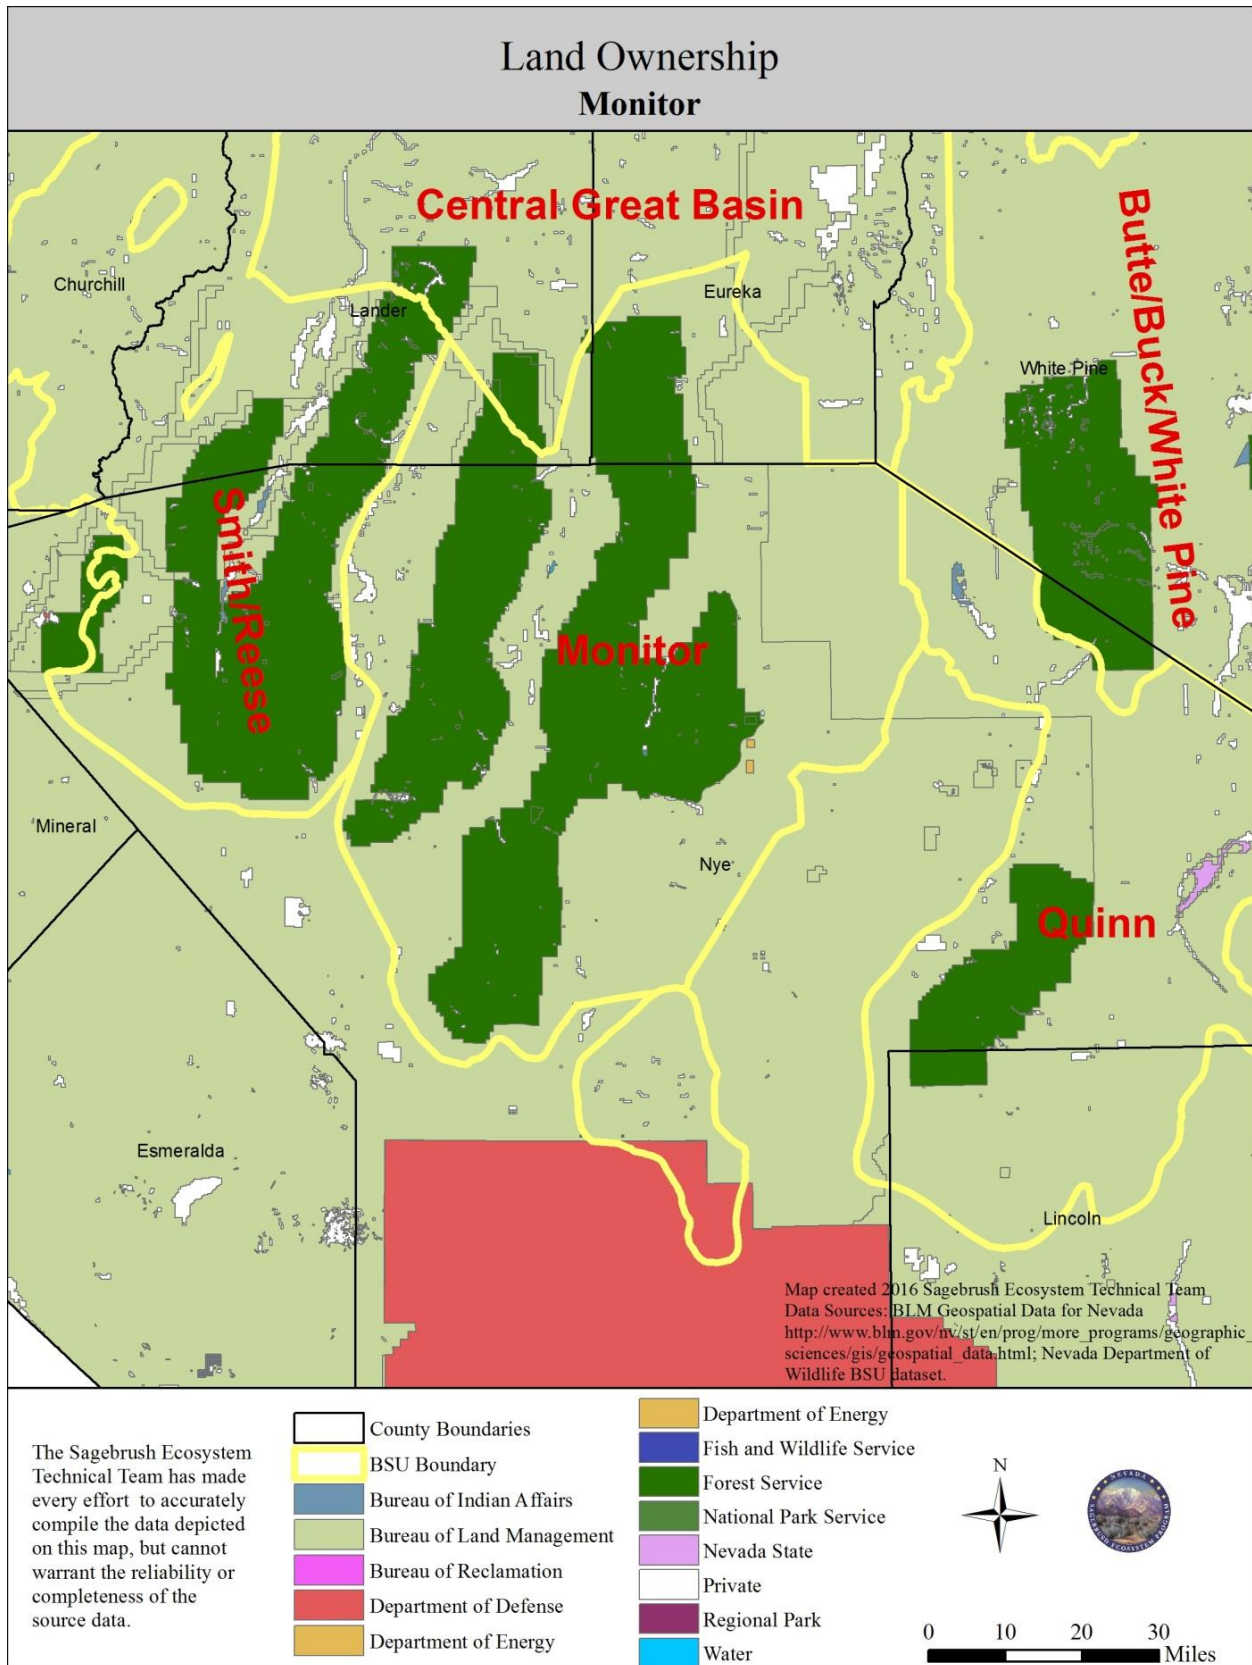 Land Ownership
Monitor
Central Great Basin
Butte/Buck/White Pine
Churchill
Lander
Eureka
White Pine
Smith/Reese
Monitor
Mineral
Nye
Quinn
Esmeralda
Lincoln
Map created 2016 Sagebrush Ecosystem Technical Team
Data Sources: BLM Geospatial Data for Nevada
http://www.blm.gov/nv/st/en/prog/more_programs/geographic_
sciences/gis/geospatial_data.html; Nevada Department of
Wildlife BSU dataset.
The Sagebrush Ecosystem
Technical Team has made
every effort to accurately
compile the data depicted
on this map, but cannot
warrant the reliability or
completeness of the
source data.
County Boundaries
BSU Boundary
Bureau of Indian Affairs
Bureau of Land Management
Bureau of Reclamation
Department of Defense
Department of Energy
Department of Energy
Fish and Wildlife Service
Forest Service
National Park Service
Nevada State
Private
Regional Park
Water
N
NEVADA
SAGEBRUSH ECOSYSTEM PROGRAM
0 10 20 30
Miles